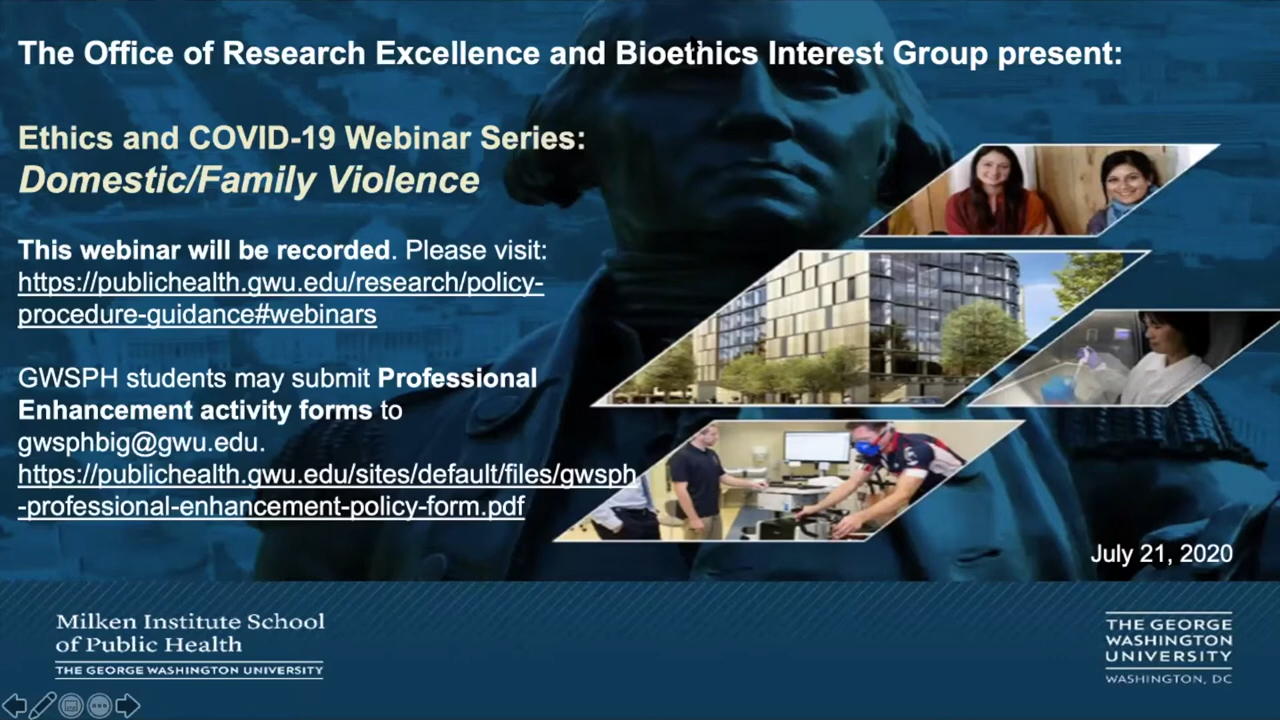 The Office of Research Excellence and Bioethics Interest Group present:
Ethics and COVID-19 Webinar Series:
Domestic/Family Violence
This webinar will be recorded. Please visit:
https://publichealth.gwu.edu/research/policy-
procedure-guidance#webinars
GWSPH students may submit Professional
Enhancement activity forms to
gwsphbig@gwu.edu.
https://publichealth.gwu.edu/sites/default/files/gwsph
-professional-enhancement-policy-form.pdf
July 21, 2020
Milken Institute School
of Public Health
THE GEORGE WASHINGTON UNIVERSITY
THE GEORGE
WASHINGTON
UNIVERSITY
WASHINGTON, DC